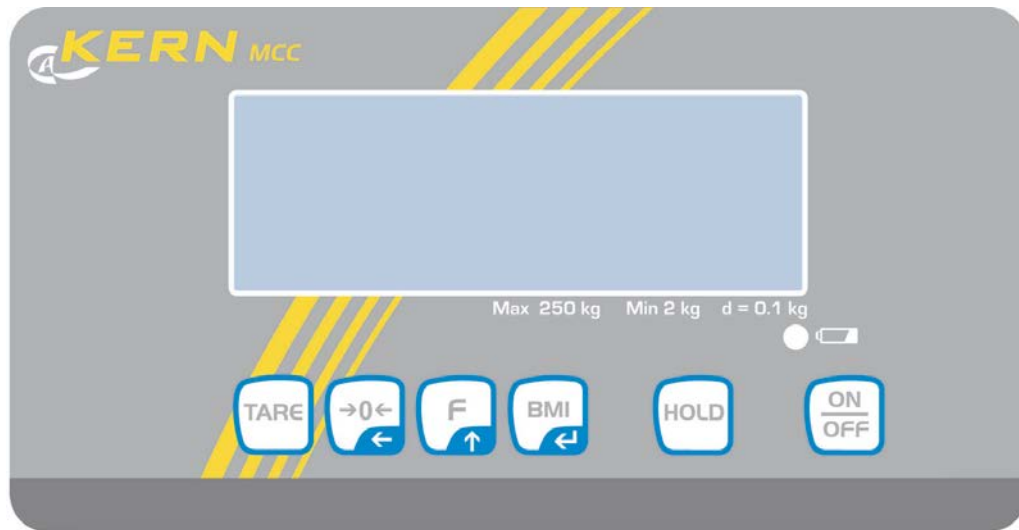 KERN MCC
Max 250 kg Min 2 kg d = 0.1 kg
TARE →0← F BMI HOLD ON
OFF